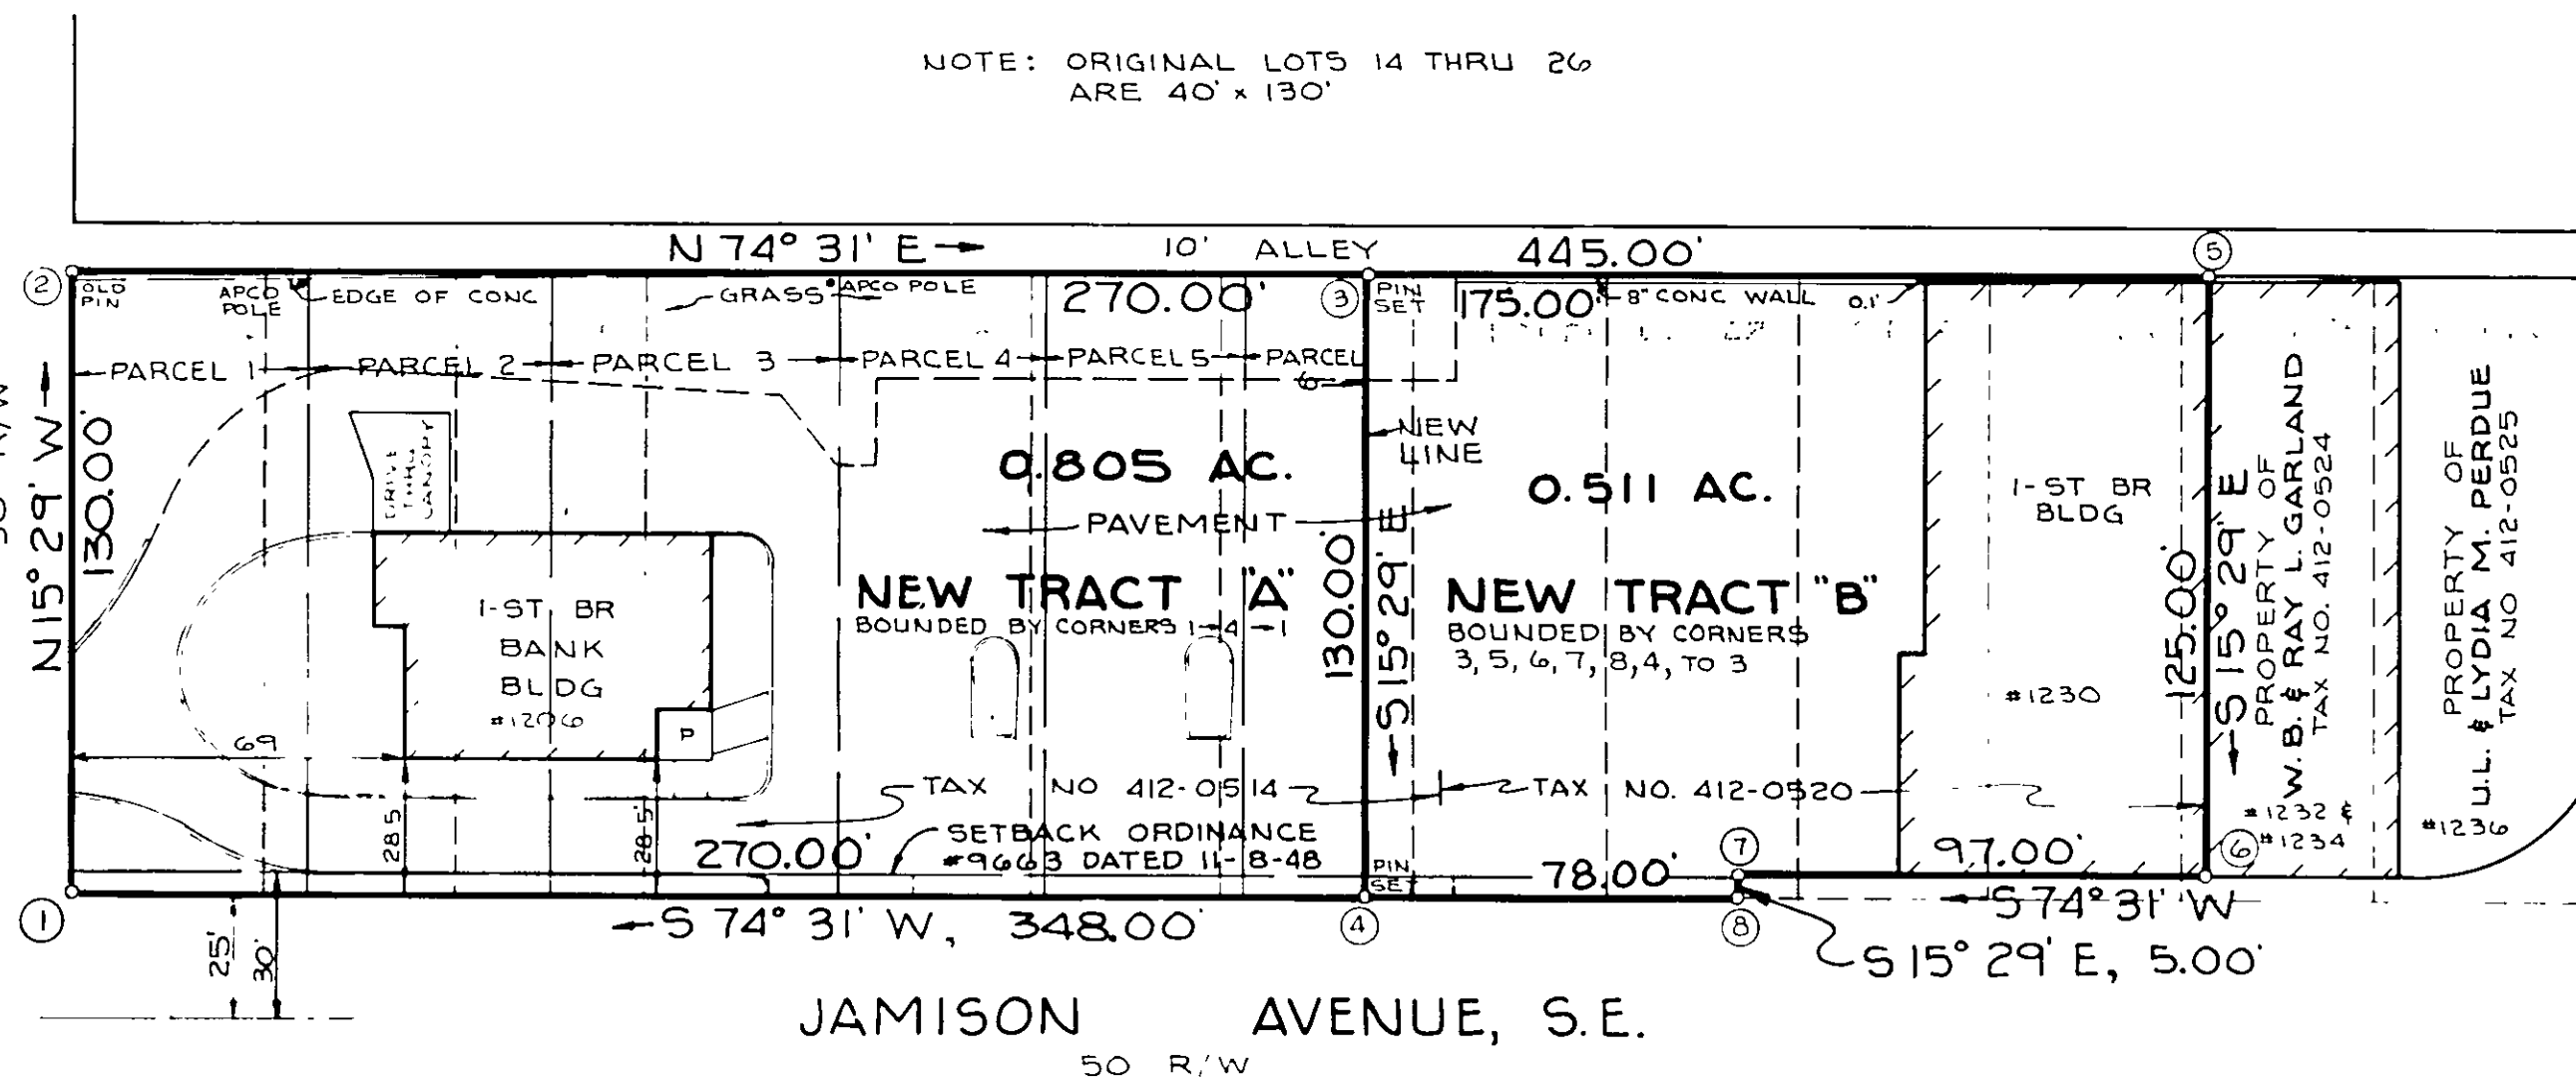 NOTE: ORIGINAL LOTS 14 THRU 26
ARE 40' x 130'
N 74° 31' E
10' ALLEY
445.00'
2
OLD
PIN
APCO
POLE
EDGE OF CONC
GRASS
APCO POLE
270.00'
3
PIN
SET
175.00'
8" CONC WALL
0.1'
5
PARCEL 1
PARCEL 2
PARCEL 3
PARCEL 4
PARCEL 5
PARCEL
6
N 15° 29' W
130.00'
R/W
DRIVE
THRU
CANOPY
NEW
LINE
0.805 AC.
0.511 AC.
PAVEMENT
1-ST BR
BLDG
#1230
NEW TRACT "A"
BOUNDED BY CORNERS 1-4-1
130.00'
S 15° 29' E
NEW TRACT "B"
BOUNDED BY CORNERS
3, 5, 6, 7, 8, 4, TO 3
1-ST BR
BANK
BLDG
#1206
P
69
28.5'
28.5'
125.00'
S 15° 29' E
PROPERTY OF
W. B. & RAY L. GARLAND
TAX NO. 412-0524
#1232 &
#1234
PROPERTY OF
U.L. & LYDIA M. PERDUE
TAX NO 412-0525
#1236
TAX NO 412-0514
TAX NO. 412-0520
SETBACK ORDINANCE
#9663 DATED 11-8-48
270.00'
PIN
SET
78.00'
7
97.00'
6
1
S 74° 31' W, 348.00'
4
8
S 74° 31' W
S 15° 29' E, 5.00'
25'
30'
JAMISON AVENUE, S.E.
50 R/W